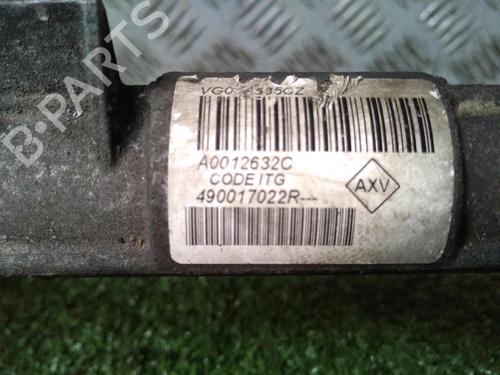 A0012632C
CODE ITG
490017022R---
AXV
B-PARTS